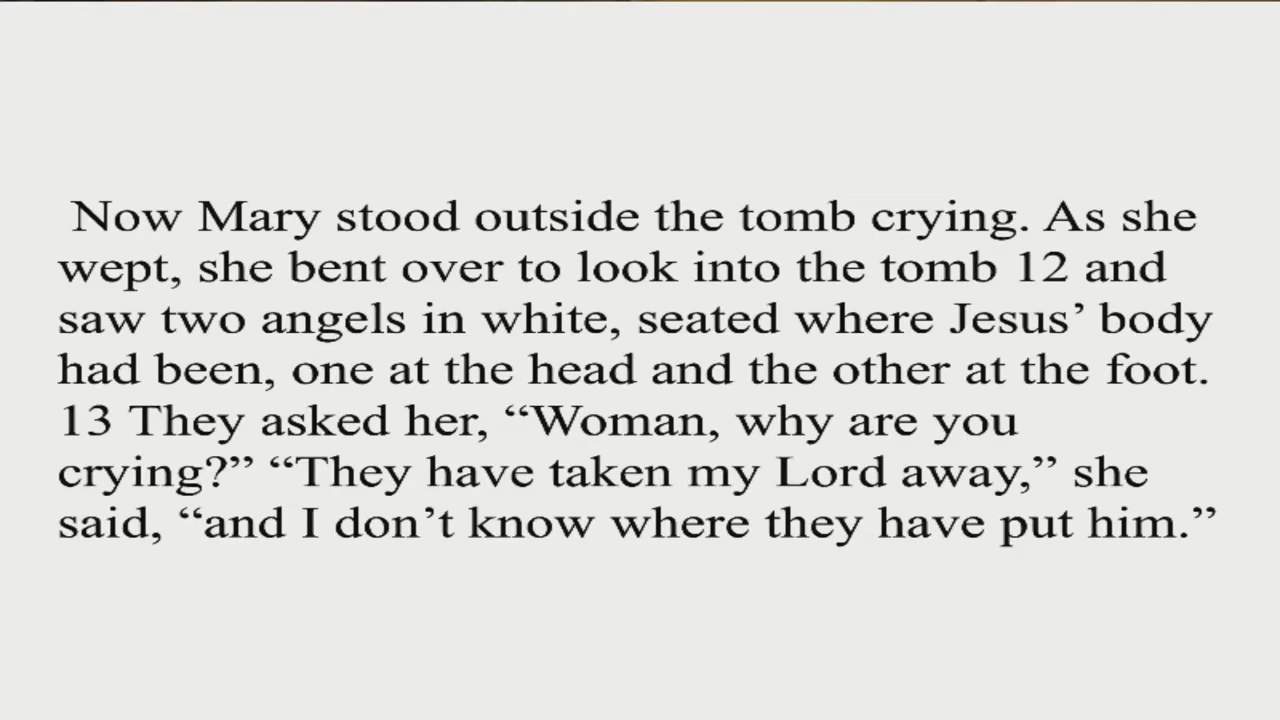 Now Mary stood outside the tomb crying. As she
wept, she bent over to look into the tomb 12 and
saw two angels in white, seated where Jesus’ body
had been, one at the head and the other at the foot.
13 They asked her, “Woman, why are you
crying?” “They have taken my Lord away,” she
said, “and I don’t know where they have put him.”